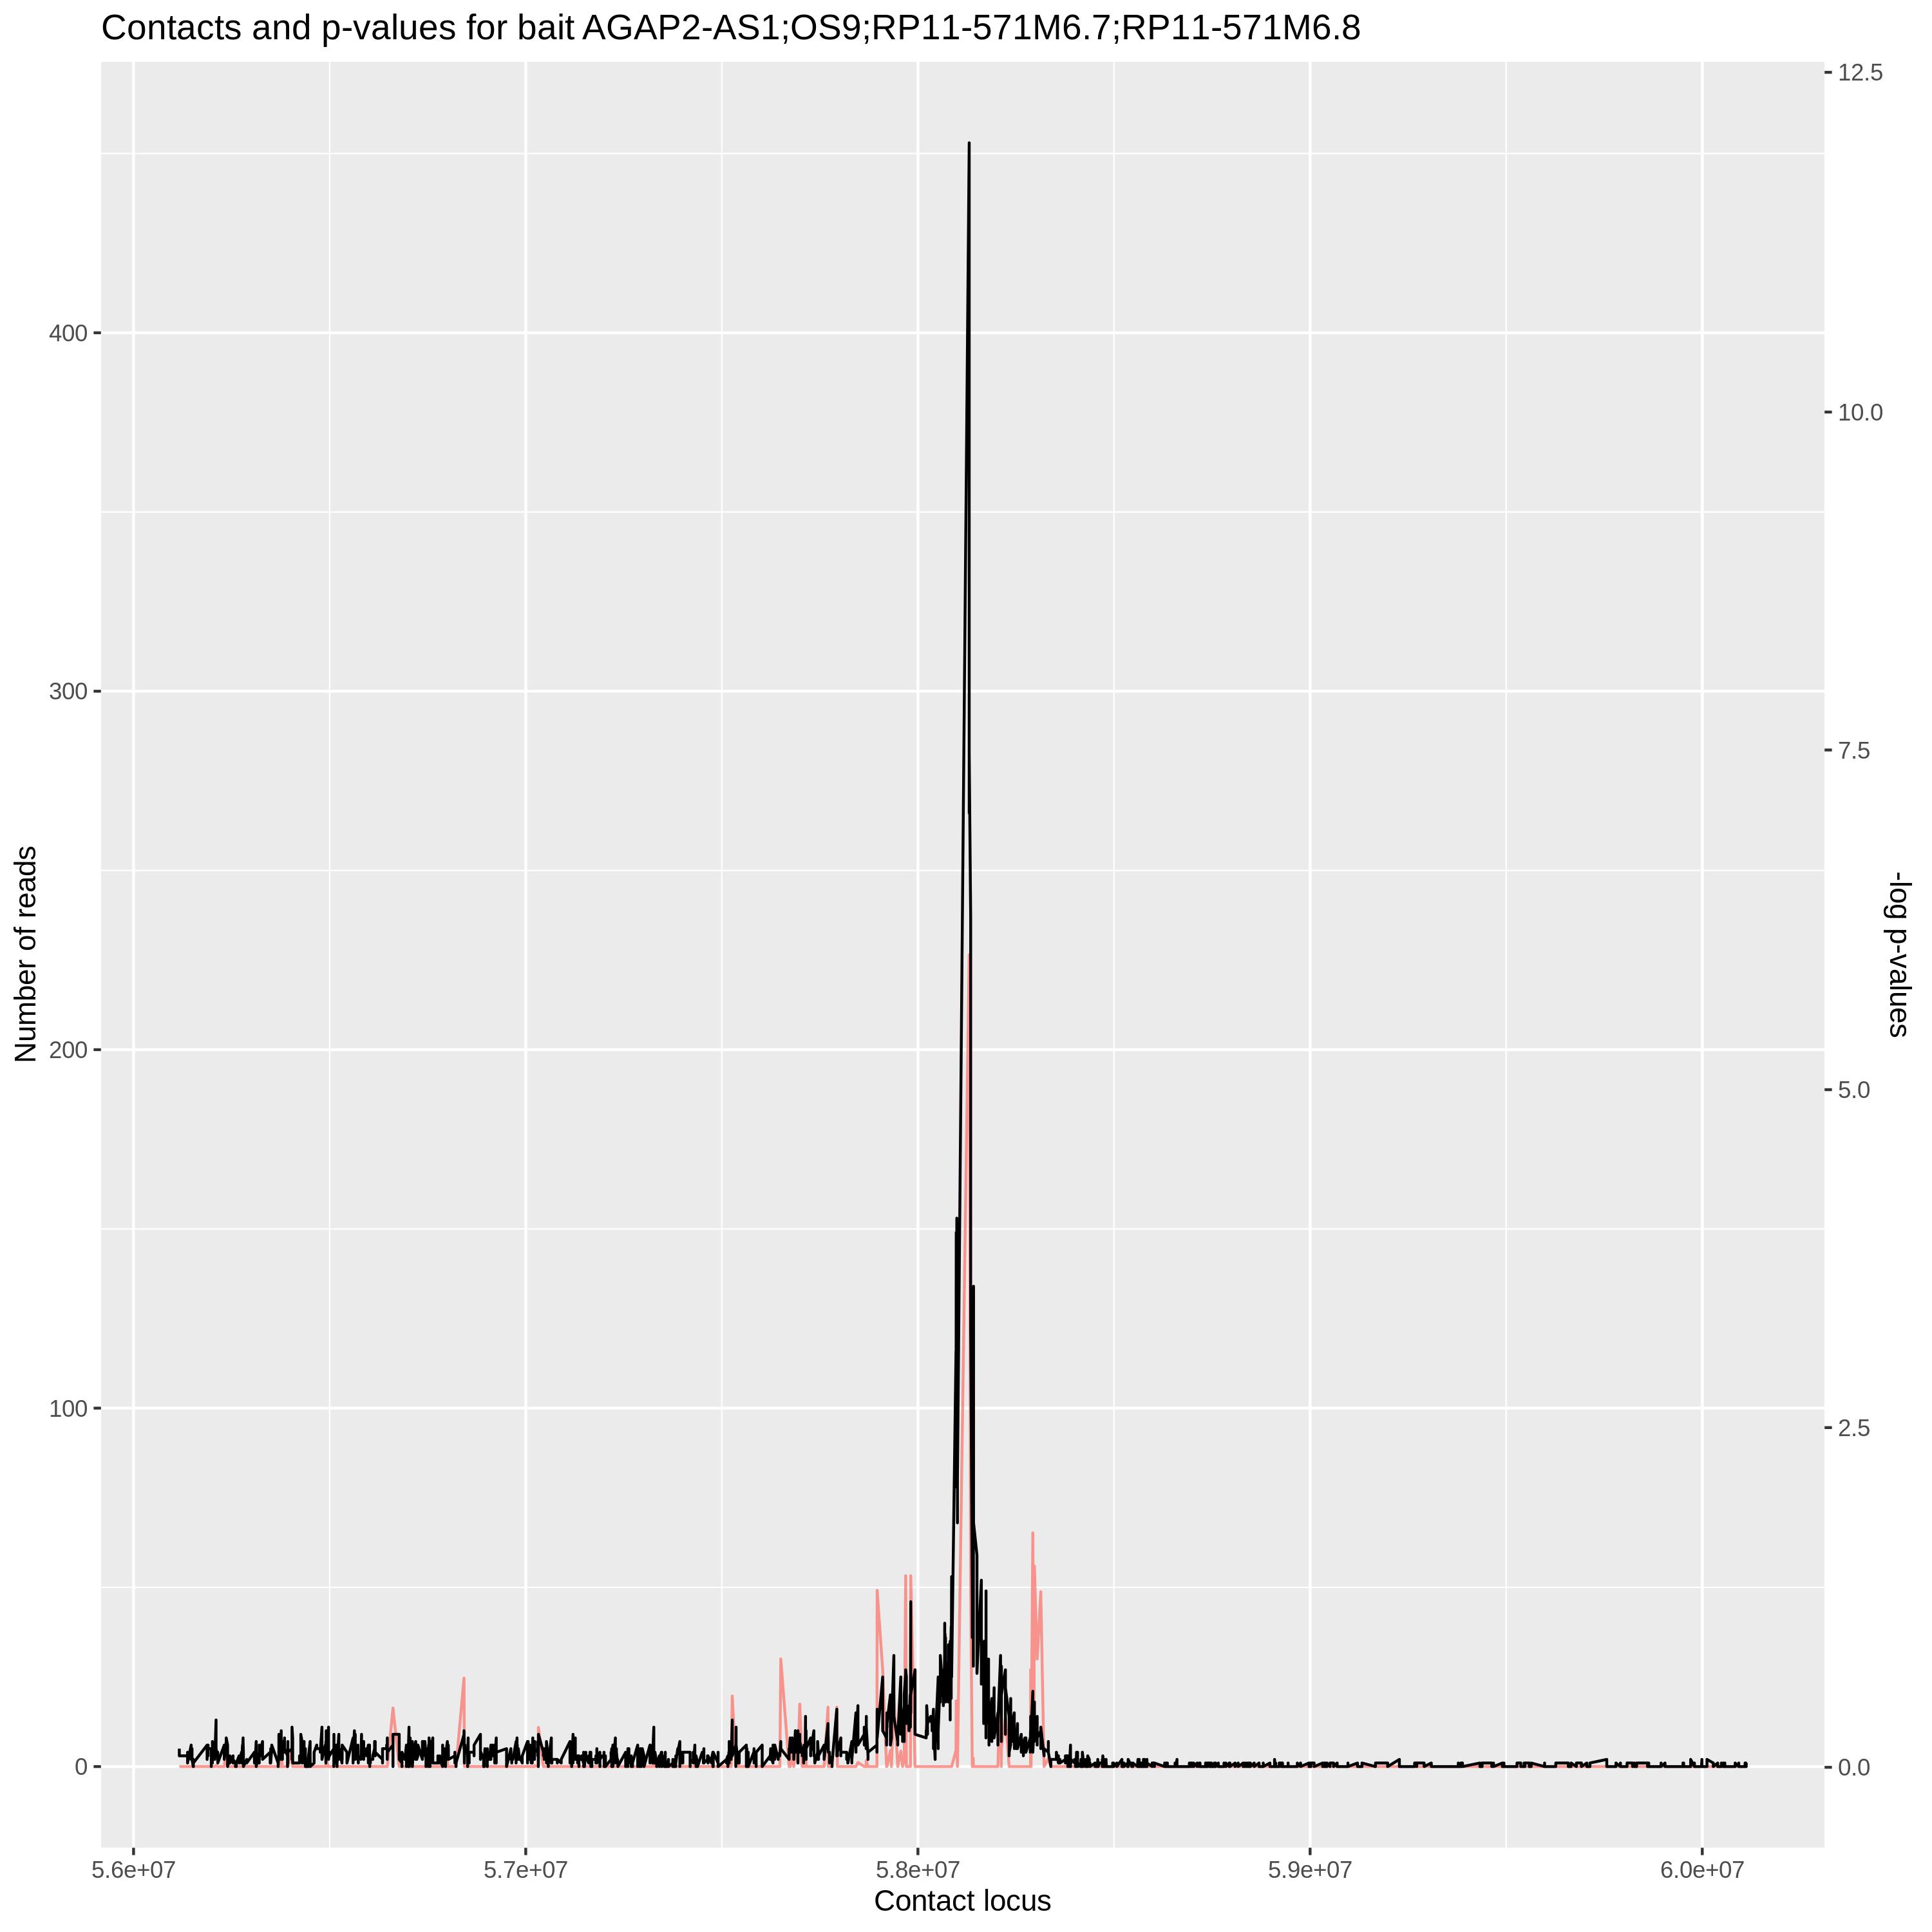 Contacts and p-values for bait AGAP2-AS1;OS9;RP11-571M6.7;RP11-571M6.8
Number of reads
400
300
200
100
0
12.5
10.0
7.5
5.0
2.5
0.0
-log p-values
5.6e+07 5.7e+07 5.8e+07 5.9e+07 6.0e+07
Contact locus